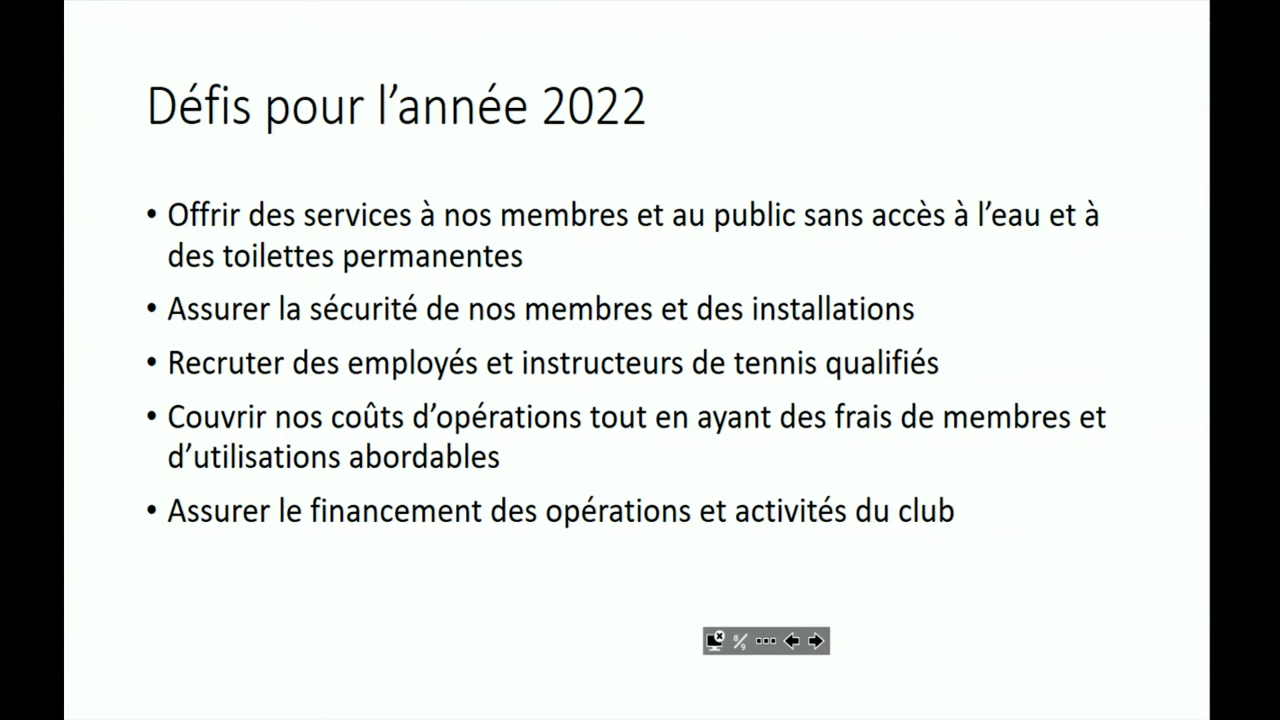 Défis pour l’année 2022
• Offrir des services à nos membres et au public sans accès à l’eau et à
des toilettes permanentes
• Assurer la sécurité de nos membres et des installations
• Recruter des employés et instructeurs de tennis qualifiés
• Couvrir nos coûts d’opérations tout en ayant des frais de membres et
d’utilisations abordables
• Assurer le financement des opérations et activités du club
8/9